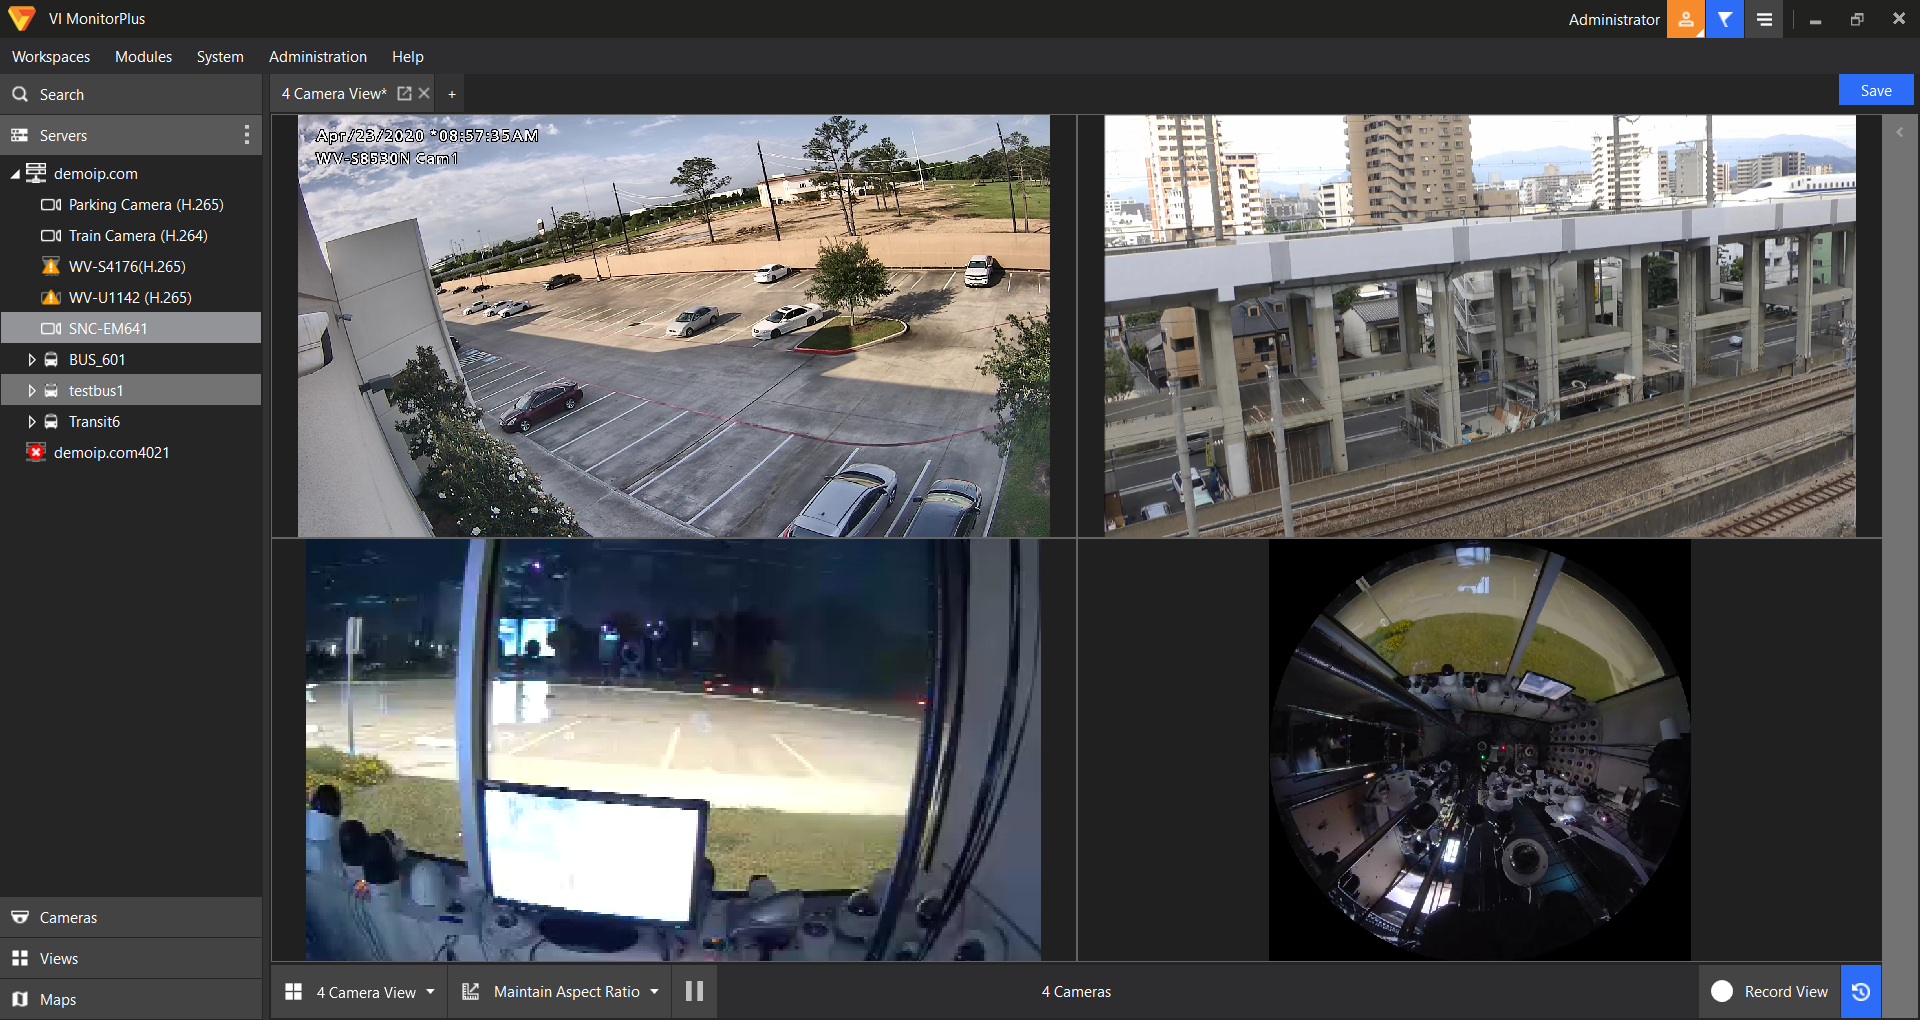 VI MonitorPlus
Administrator
Workspaces Modules System Administration Help
Search
4 Camera View* +
Save
Servers
demoip.com
Parking Camera (H.265)
Train Camera (H.264)
WV-S4176(H.265)
WV-U1142 (H.265)
SNC-EM641
BUS_601
testbus1
Transit6
demoip.com4021
Apr/23/2020 *08:57:35AM
WV-S8530N Cam1
Cameras
Views
Maps
4 Camera View
Maintain Aspect Ratio
4 Cameras
Record View